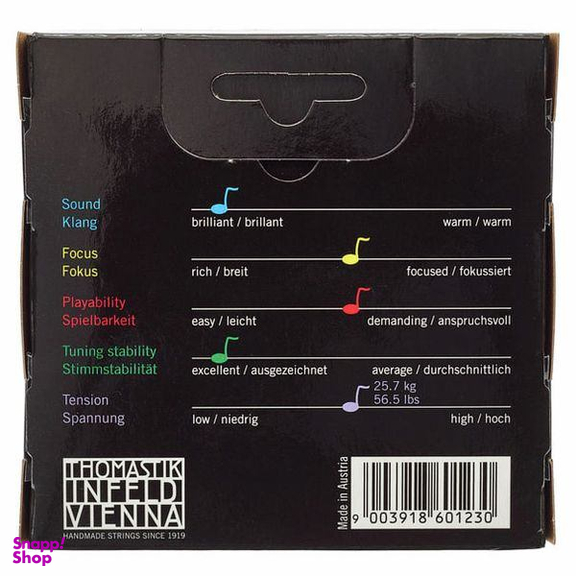 Sound
Klang
brilliant / brillant
warm / warm
Focus
Fokus
rich / breit
focused / fokussiert
Playability
Spielbarkeit
easy / leicht
demanding / anspruchsvoll
Tuning stability
Stimmstabilität
excellent / ausgezeichnet
average / durchschnittlich
Tension
Spannung
25.7 kg
56.5 lbs
low / niedrig
high / hoch
THOMASTIK
INFELD
VIENNA
HANDMADE STRINGS SINCE 1919
Made in Austria
9 003918 601230
Snapp!
Shop